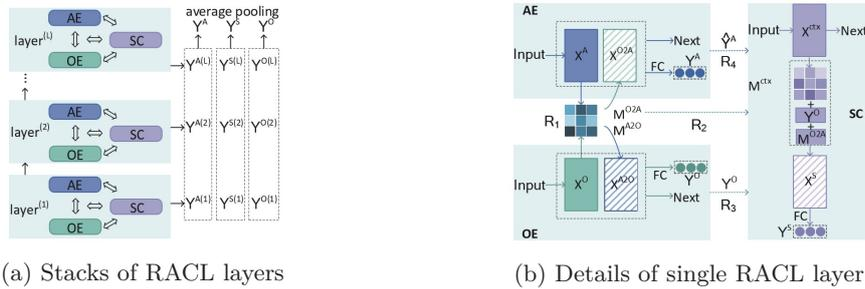 average pooling
Y^A Y^S Y^O
AE
layer^(L) SC
OE
Y^A(L) Y^S(L) Y^O(L)
AE
layer^(2) SC
OE
Y^A(2) Y^S(2) Y^O(2)
AE
layer^(1) SC
OE
Y^A(1) Y^S(1) Y^O(1)
(a) Stacks of RACL layers
AE
Input X^A X^O2A Next
FC Y^A
Ŷ^A
R_4
R_1 M^O2A
M^A2O
R_2
Input X^O X^A2O FC Y^O
Next
Y^O
R_3
OE
Input X^ctx Next
M^ctx
+
Y^O
+
M^O2A
SC
X^S
FC
Y^S
(b) Details of single RACL layer